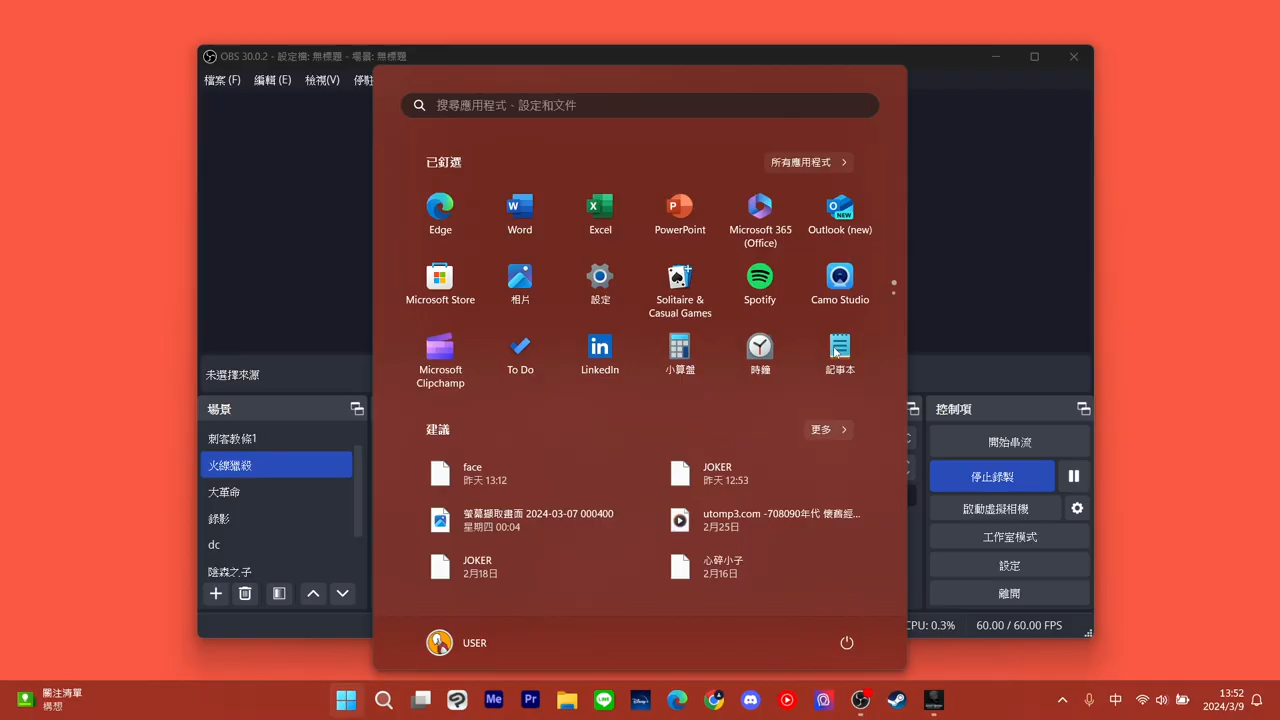 OBS 30.0.2 - 設定檔: 無標題 - 場景: 無標題
檔案 (F) 編輯 (E) 檢視(V) 停駐
搜尋應用程式、設定和文件
已釘選
所有應用程式
Edge
Word
Excel
PowerPoint
Microsoft 365
(Office)
Outlook (new)
Microsoft Store
相片
設定
Solitaire &
Casual Games
Spotify
Camo Studio
Microsoft
Clipchamp
To Do
LinkedIn
小算盤
時鐘
記事本
建議
更多
face
昨天 13:12
JOKER
昨天 12:53
螢幕擷取畫面 2024-03-07 000400
星期四 00:04
utomp3.com -708090年代 懷舊經...
2月25日
JOKER
2月18日
心碎小子
2月16日
USER
未選擇來源
場景
刺客教條1
火線獵殺
大革命
錄影
dc
陰森之子
控制項
開始串流
停止錄製
啟動虛擬相機
工作室模式
設定
離開
CPU: 0.3%
60.00 / 60.00 FPS
關注清單
構想
中
13:52
2024/3/9